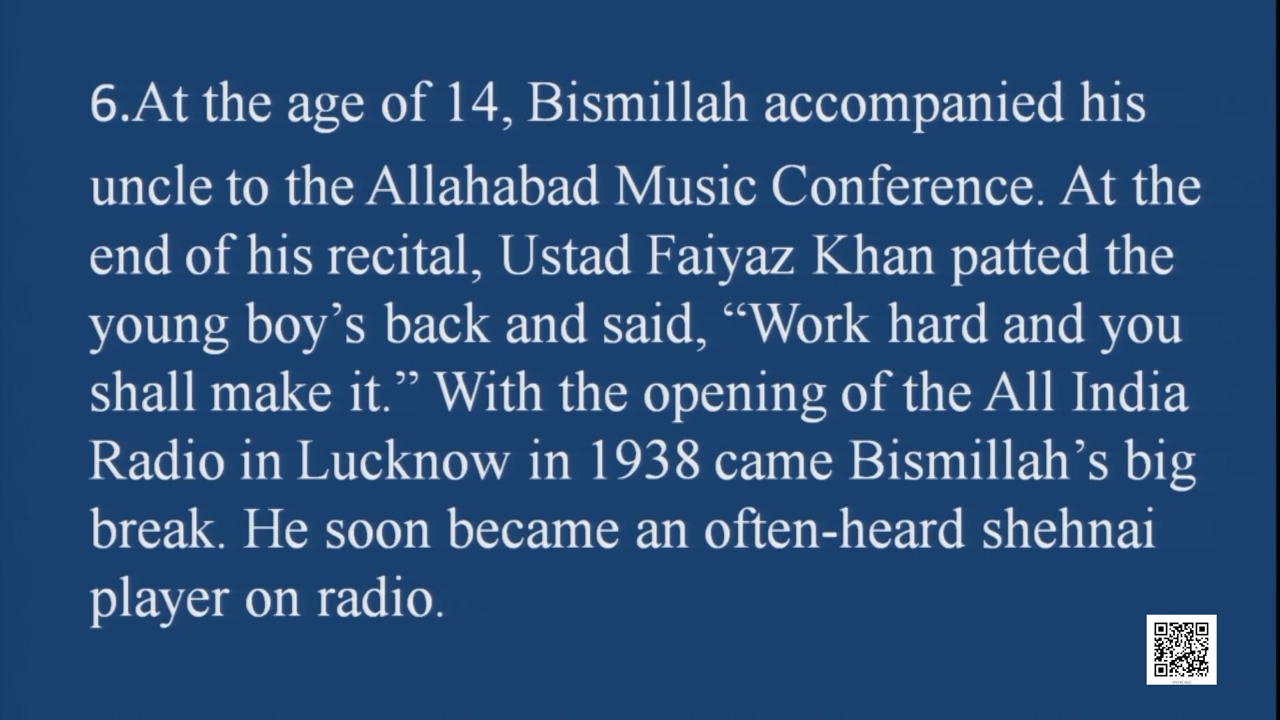 6.At the age of 14, Bismillah accompanied his
uncle to the Allahabad Music Conference. At the
end of his recital, Ustad Faiyaz Khan patted the
young boy’s back and said, “Work hard and you
shall make it.” With the opening of the All India
Radio in Lucknow in 1938 came Bismillah’s big
break. He soon became an often-heard shehnai
player on radio.